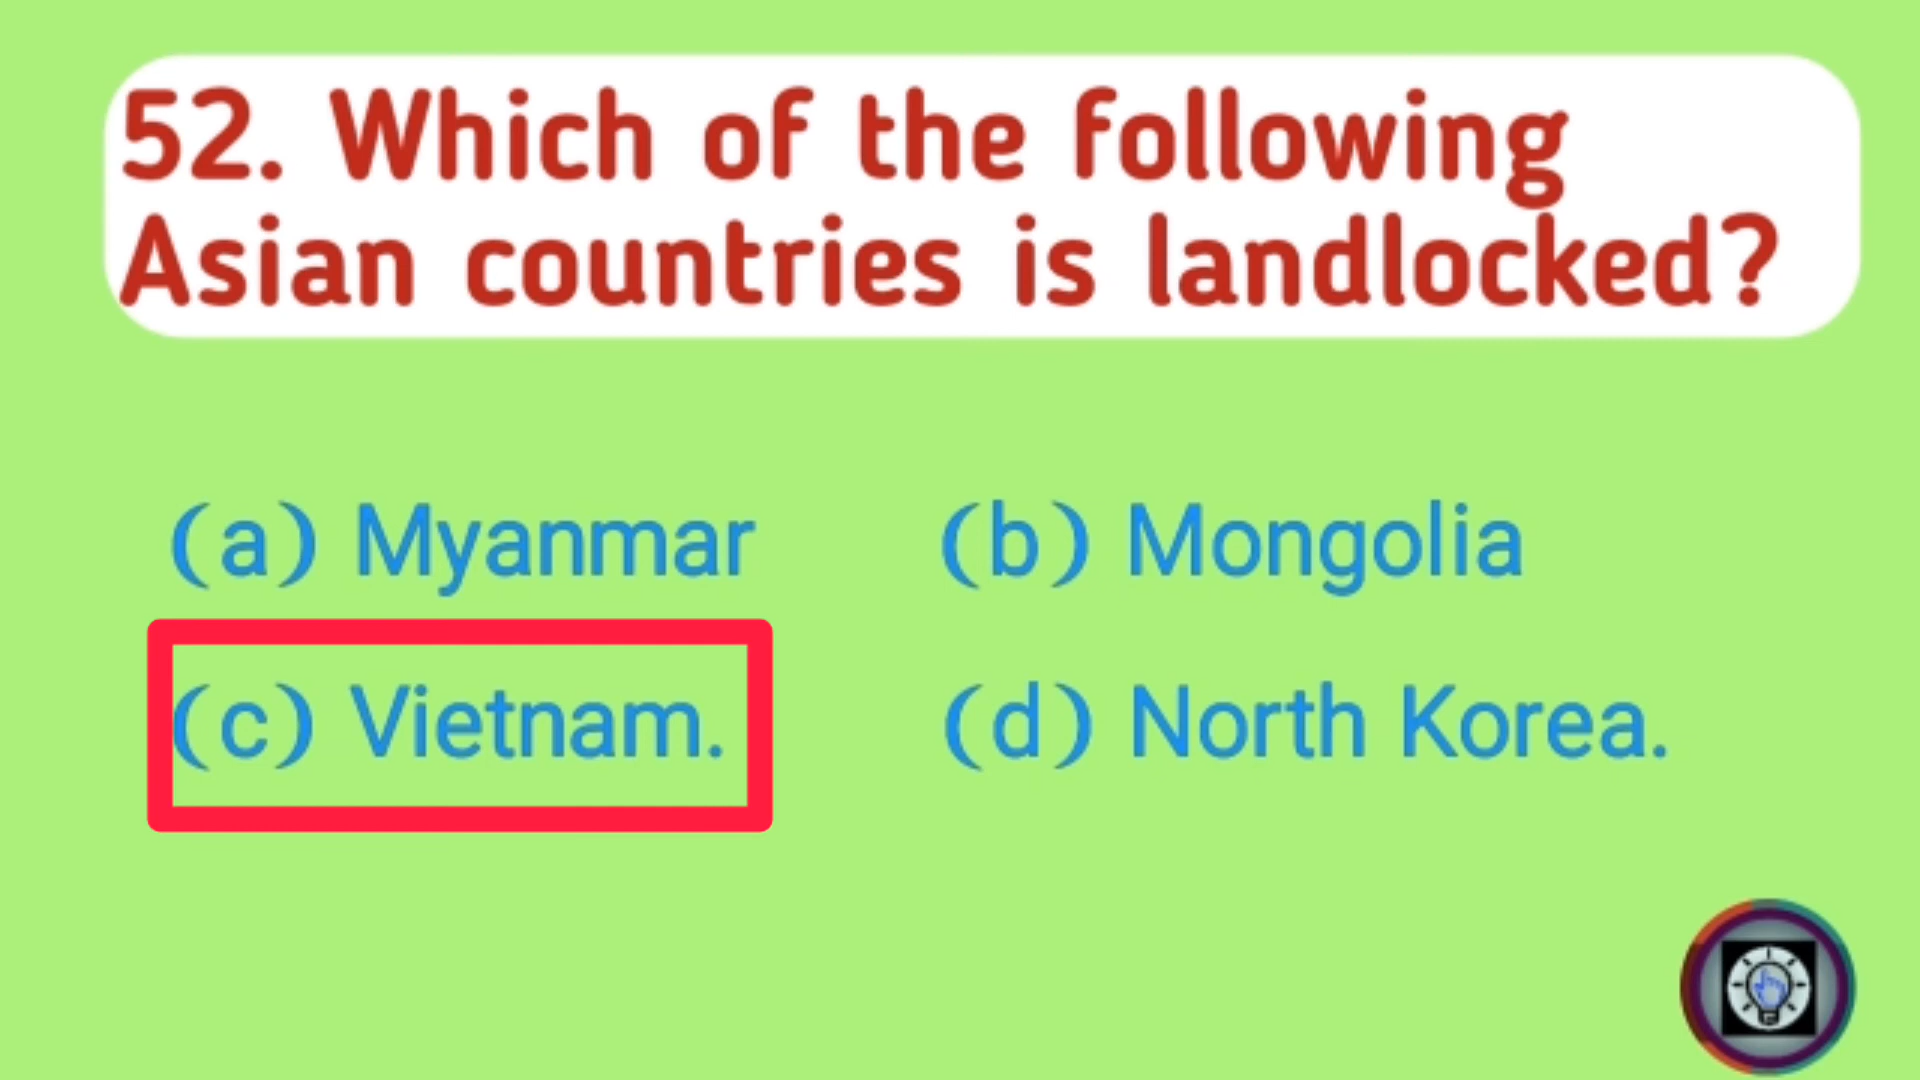 52. Which of the following
Asian countries is landlocked?
(a) Myanmar
(b) Mongolia
(c) Vietnam.
(d) North Korea.